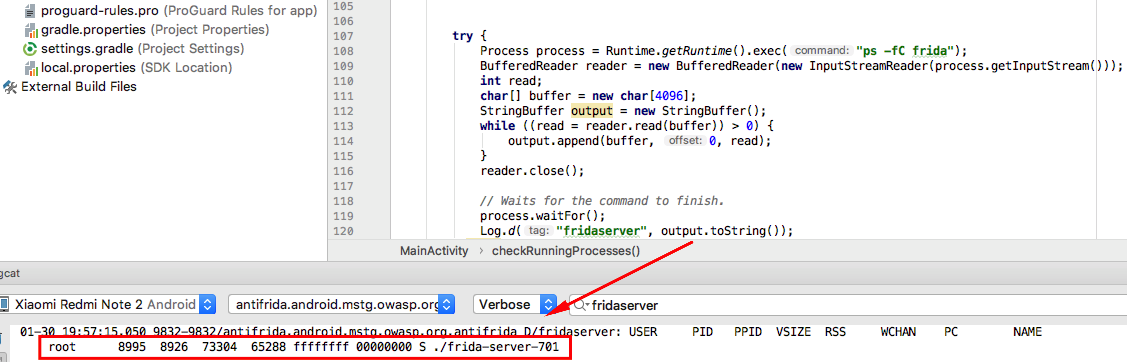 proguard-rules.pro (ProGuard Rules for app)
gradle.properties (Project Properties)
settings.gradle (Project Settings)
local.properties (SDK Location)
External Build Files
105
106
107 try {
108 Process process = Runtime.getRuntime().exec( command: "ps -fC frida");
109 BufferedReader reader = new BufferedReader(new InputStreamReader(process.getInputStream()));
110 int read;
111 char[] buffer = new char[4096];
112 StringBuffer output = new StringBuffer();
113 while ((read = reader.read(buffer)) > 0) {
114 output.append(buffer, offset: 0, read);
115 }
116 reader.close();
117
118 // Waits for the command to finish.
119 process.waitFor();
120 Log.d( tag: "fridaserver", output.toString());
MainActivity › checkRunningProcesses()
gcat
Xiaomi Redmi Note 2 Android antifrida.android.mstg.owasp.org Verbose fridaserver
01-30 19:57:15.050 9832-9832/antifrida.android.mstg.owasp.org.antifrida D/fridaserver: USER PID PPID VSIZE RSS WCHAN PC NAME
root 8995 8926 73304 65288 ffffffff 00000000 S ./frida-server-701